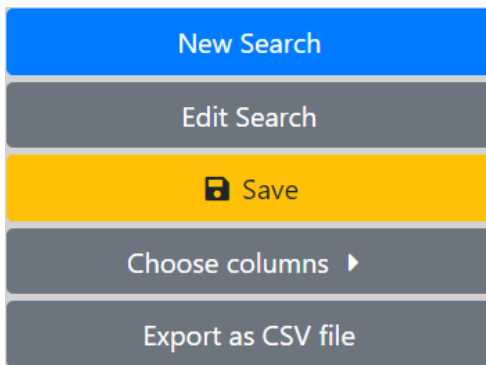 New Search
Edit Search
Save
Choose columns
Export as CSV file